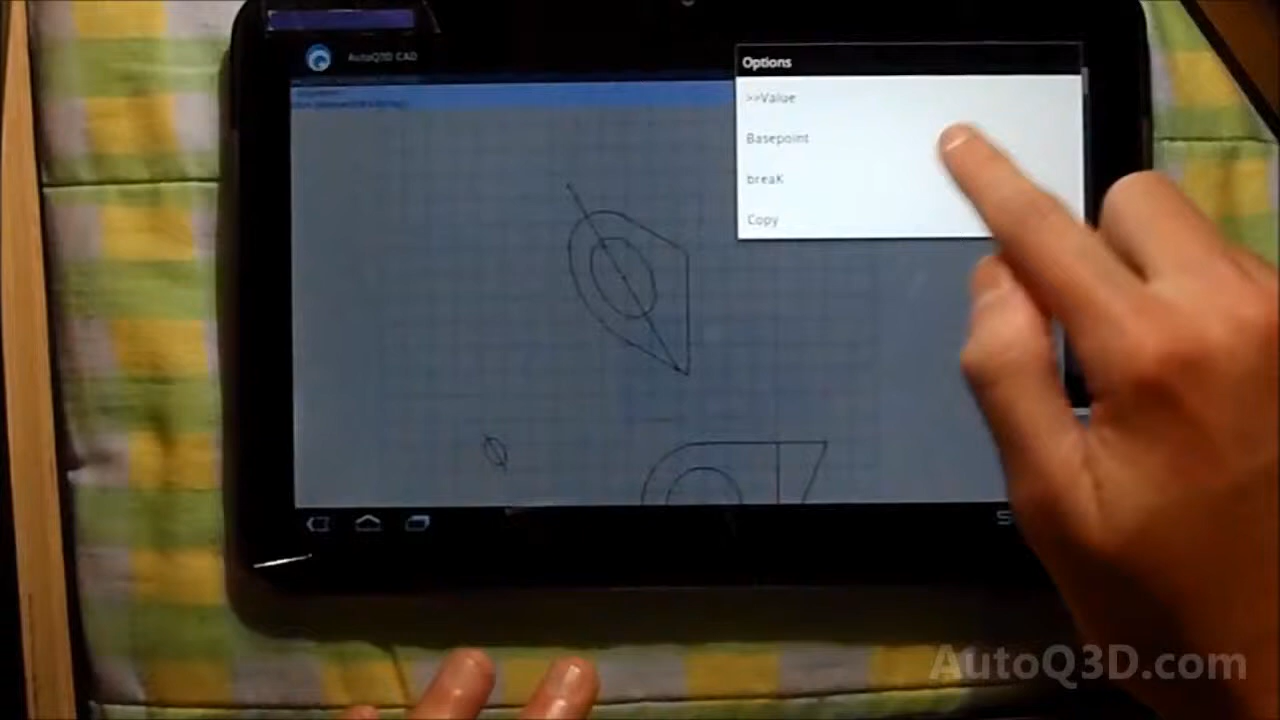 AutoQ3D CAD
Options
>>Value
Basepoint
breaK
Copy
AutoQ3D.com